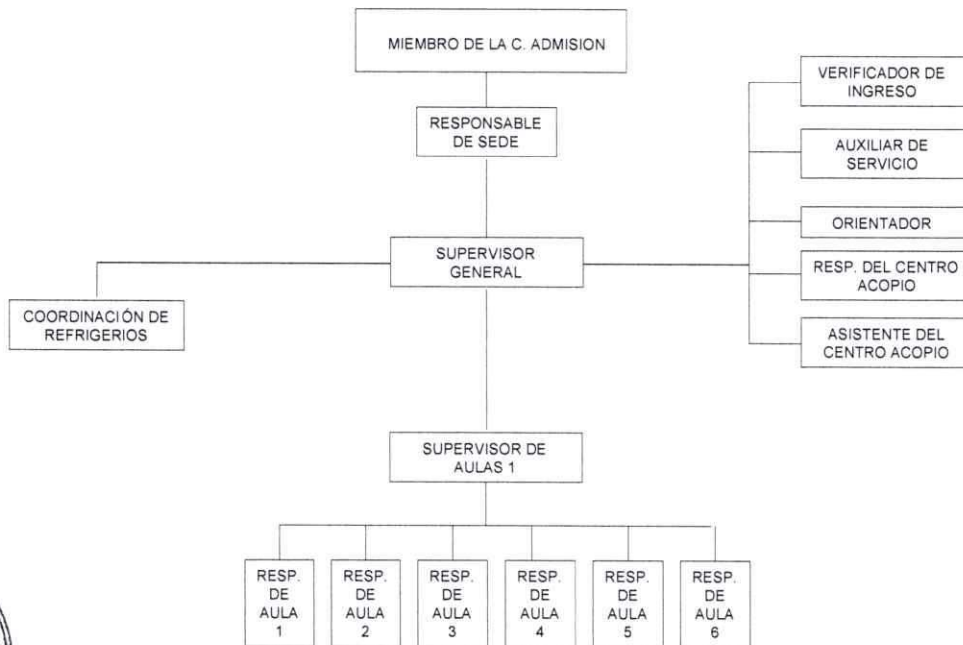 MIEMBRO DE LA C. ADMISION
RESPONSABLE
DE SEDE
SUPERVISOR
GENERAL
COORDINACIÓN DE
REFRIGERIOS
VERIFICADOR DE
INGRESO
AUXILIAR DE
SERVICIO
ORIENTADOR
RESP. DEL CENTRO
ACOPIO
ASISTENTE DEL
CENTRO ACOPIO
SUPERVISOR DE
AULAS 1
RESP.
DE
AULA
1
RESP.
DE
AULA
2
RESP.
DE
AULA
3
RESP.
DE
AULA
4
RESP.
DE
AULA
5
RESP.
DE
AULA
6